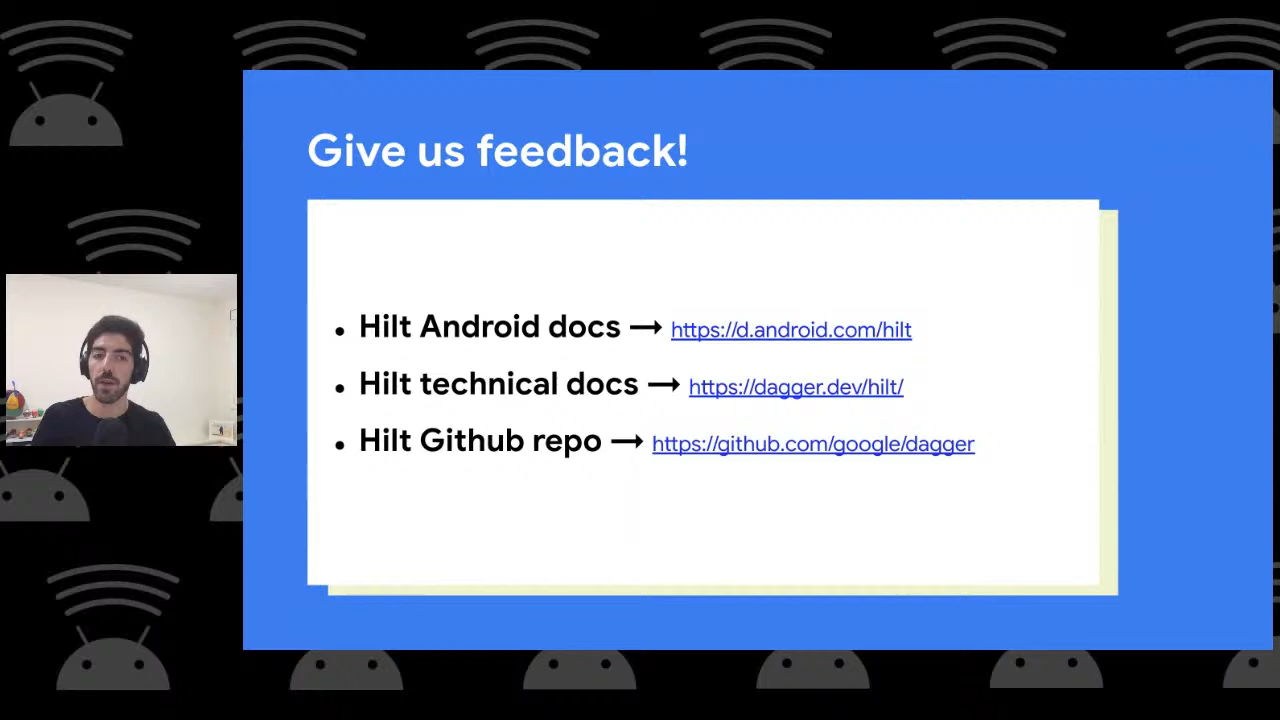 Give us feedback!
• Hilt Android docs → https://d.android.com/hilt
• Hilt technical docs → https://dagger.dev/hilt/
• Hilt Github repo → https://github.com/google/dagger